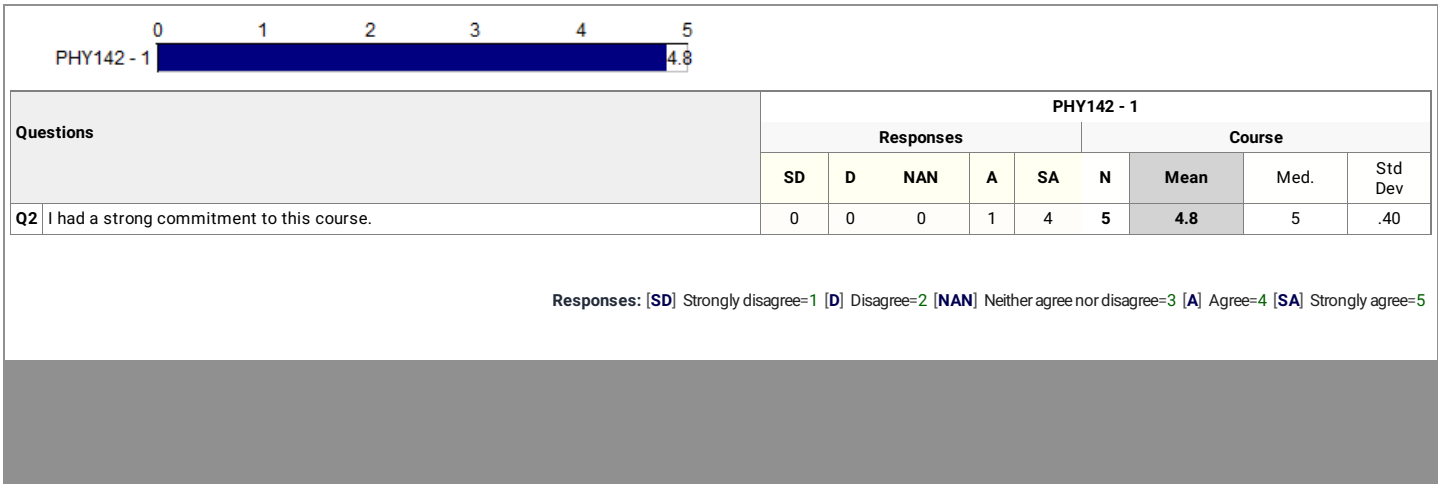 0 1 2 3 4 5
PHY142 - 1 4.8
PHY142 - 1
Questions Responses Course
SD D NAN A SA N Mean Med. Std Dev
Q2 I had a strong commitment to this course. 0 0 0 1 4 5 4.8 5 .40
Responses: [SD] Strongly disagree=1 [D] Disagree=2 [NAN] Neither agree nor disagree=3 [A] Agree=4 [SA] Strongly agree=5